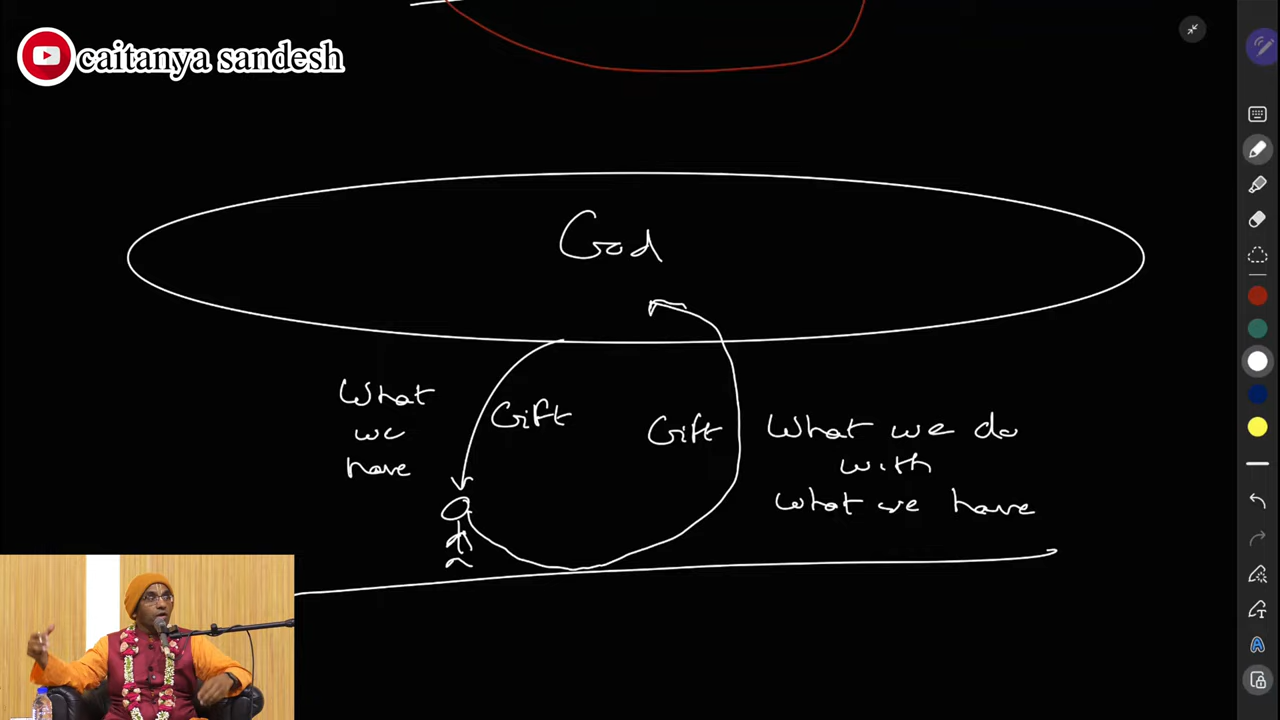 caitanya sandesh
God
What
we
have
Gift
Gift
What we do
with
what we have